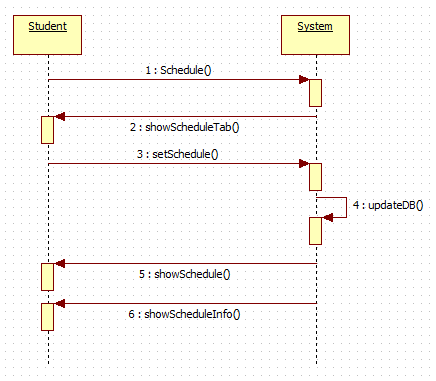 Student
System
1 : Schedule()
2 : showScheduleTab()
3 : setSchedule()
4 : updateDB()
5 : showSchedule()
6 : showScheduleInfo()